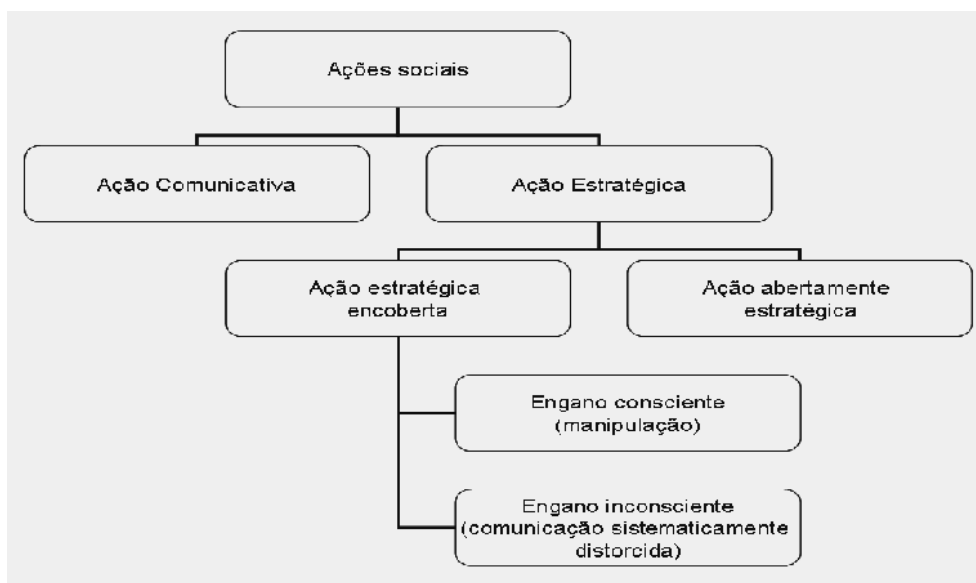 Ações sociais
Ação Comunicativa
Ação Estratégica
Ação estratégica
encoberta
Ação abertamente
estratégica
Engano consciente
(manipulação)
Engano inconsciente
(comunicação sistematicamente
distorcida)